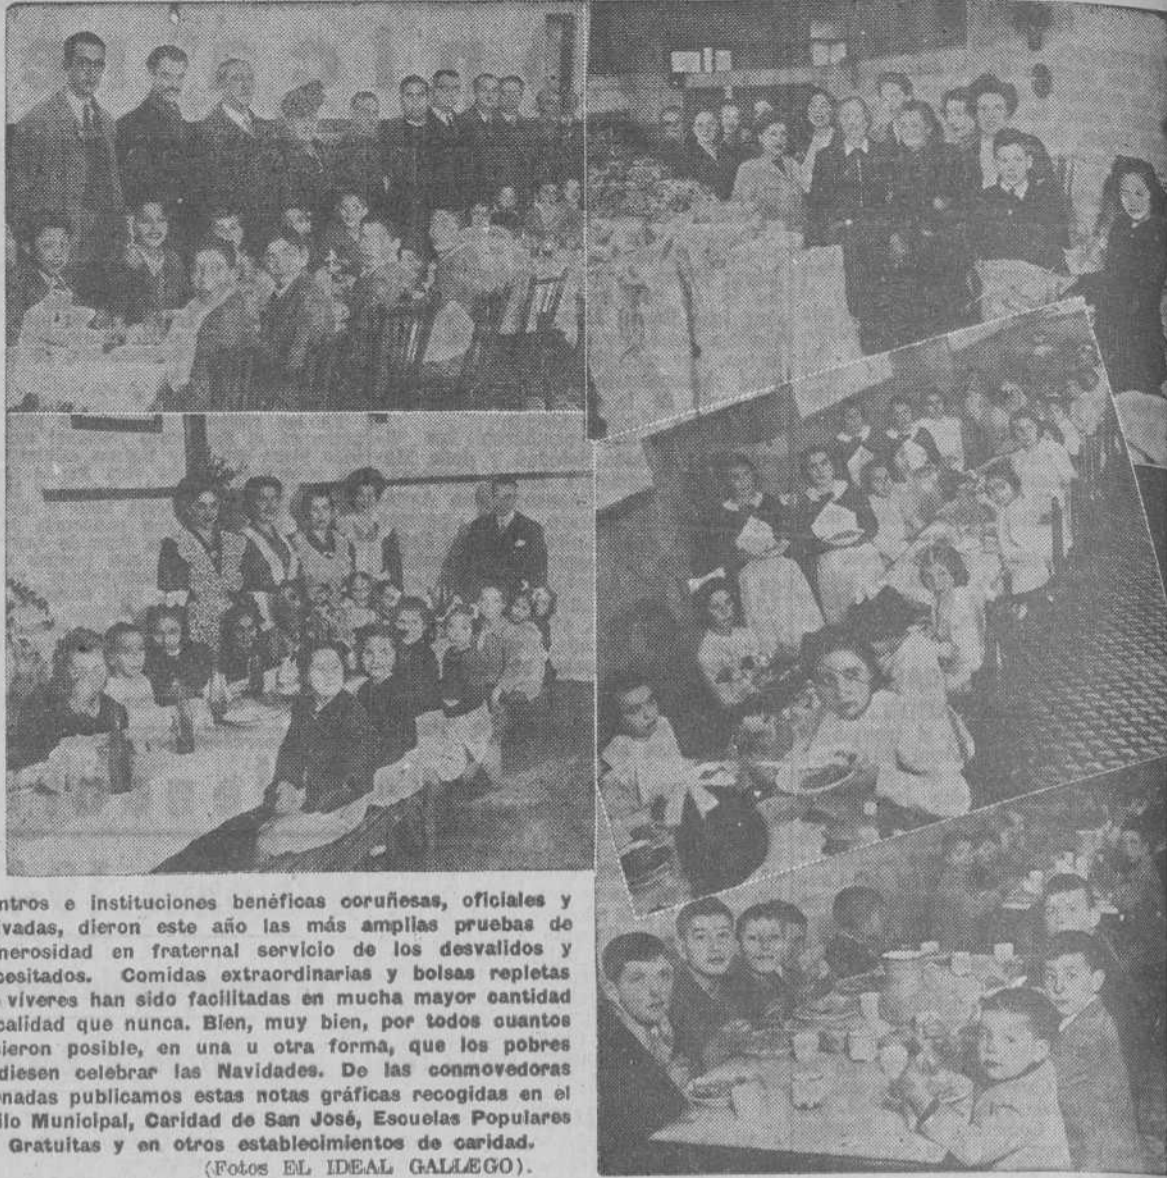 ntros e instituciones benéficas coruñesas, oficiales y
vadas, dieron este año las más amplias pruebas de
nerosidad en fraternal servicio de los desvalidos y
cesitados. Comidas extraordinarias y bolsas repletas
víveres han sido facilitadas en mucha mayor cantidad
calidad que nunca. Bien, muy bien, por todos cuantos
ieron posible, en una u otra forma, que los pobres
diesen celebrar las Navidades. De las conmovedoras
nadas publicamos estas notas gráficas recogidas en el
ilo Municipal, Caridad de San José, Escuelas Populares
Gratuitas y en otros establecimientos de caridad.
(Fotos EL IDEAL GALLEGO).